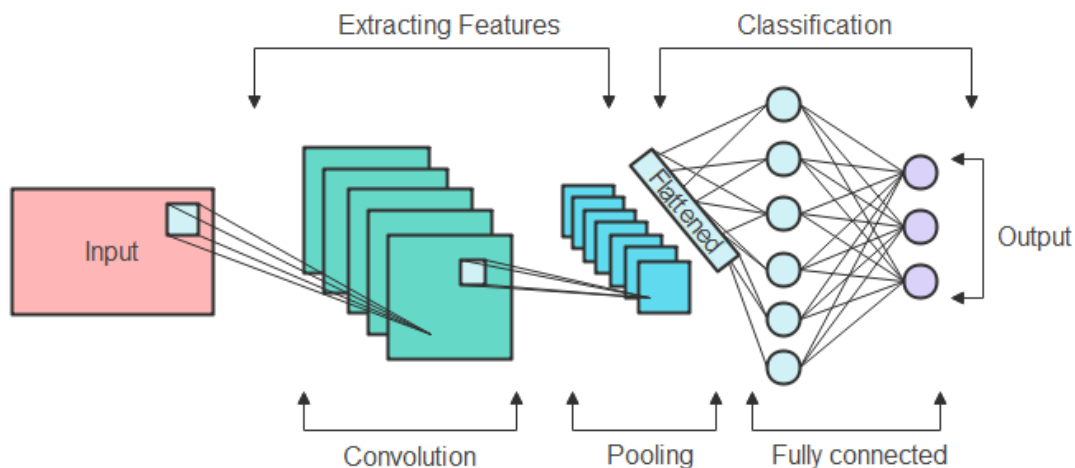 Extracting Features
Classification
Input
Flattened
Output
Convolution
Pooling
Fully connected